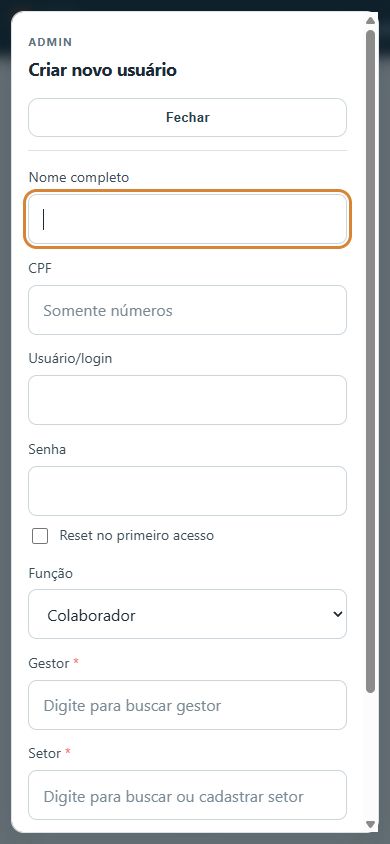 ADMIN
Criar novo usuário
Fechar
Nome completo
CPF
Somente números
Usuário/login
Senha
Reset no primeiro acesso
Função
Colaborador
Gestor *
Digite para buscar gestor
Setor *
Digite para buscar ou cadastrar setor